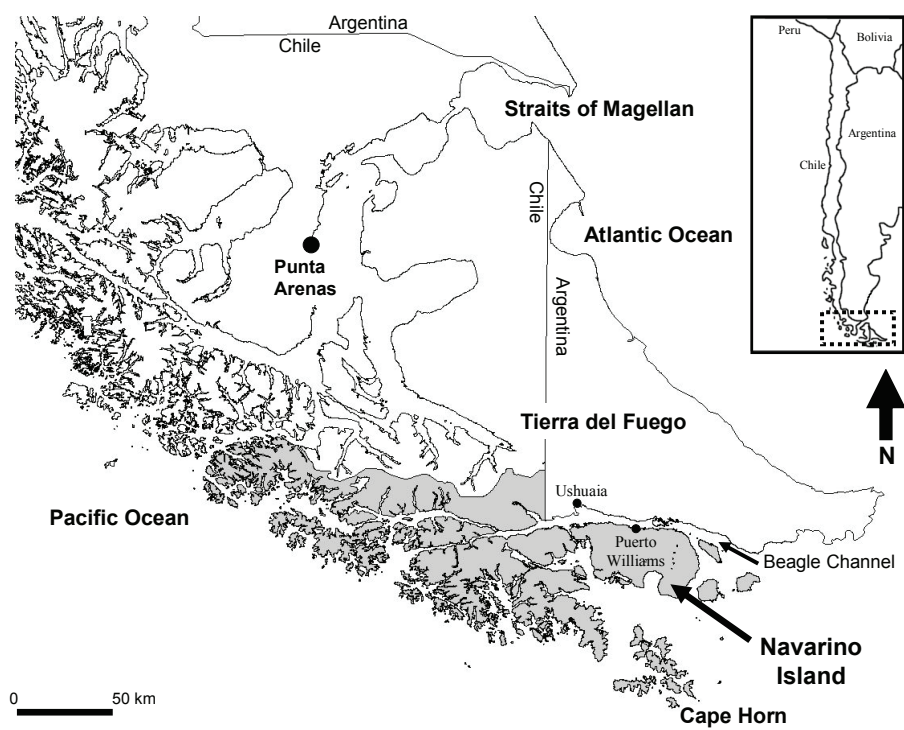 Argentina
Chile
Straits of Magellan
Chile
Argentina
Atlantic Ocean
Punta
Arenas
Tierra del Fuego
Pacific Ocean
Ushuaia
Puerto
Williams
Beagle Channel
Navarino
Island
Cape Horn
0
50 km
Peru
Bolivia
Argentina
Chile
N